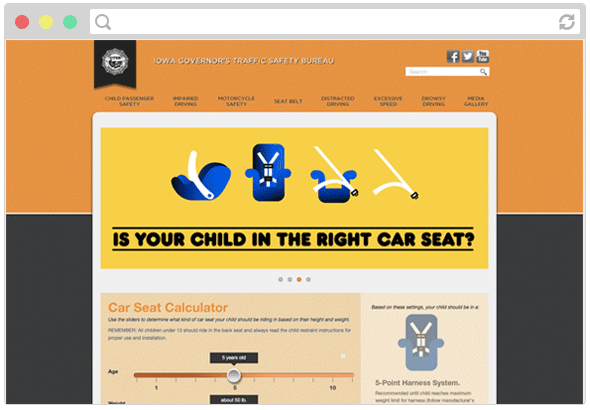 IOWA GOVERNOR'S TRAFFIC SAFETY BUREAU
You
Tube
Search
CHILD PASSENGER
SAFETY
IMPAIRED
DRIVING
MOTORCYCLE
SAFETY
SEAT BELT
DISTRACTED
DRIVING
EXCESSIVE
SPEED
DROWSY
DRIVING
MEDIA
GALLERY
IS YOUR CHILD IN THE RIGHT CAR SEAT?
Car Seat Calculator
Use the sliders to determine what kind of car seat your child should be riding in based on their height and weight.
REMEMBER: All children under 13 should ride in the back seat and always read the child restraint instructions for
proper use and installation.
5 years old
Age
1
5
10
about 50 lb.
Weight
Based on these settings, your child should be in a:
5-Point Harness System.
Recommended until child reaches maximum
weight limit for harness (follow manufacturer's